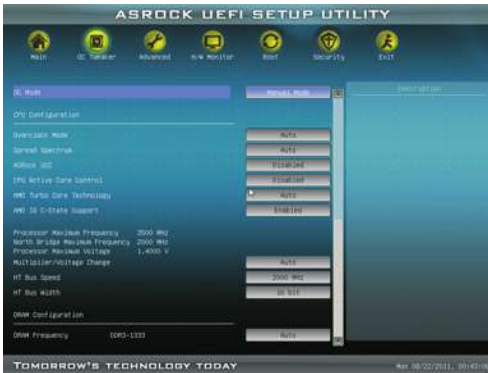 ASROCK UEFI SETUP UTILITY
Main
OC Tweaker
Advanced
H/W Monitor
Boot
Security
Exit
OC Mode
Manual Mode
Description
CPU Configuration
Overclock Mode
Auto
Spread Spectrum
Auto
ASRock UCC
Disabled
CPU Active Core Control
Disabled
AMD Turbo Core Technology
Auto
AMD C6 C-State Support
Enabled
Processor Maximum Frequency 3500 MHz
North Bridge Maximum Frequency 2000 MHz
Processor Maximum Voltage 1.4000 V
Multiplier/Voltage Change
Auto
HT Bus Speed
2000 MHz
HT Bus Width
16 bit
DRAM Configuration
DRAM Frequency DDR3-1333
Auto
TOMORROW'S TECHNOLOGY TODAY
Mon 08/22/2011,